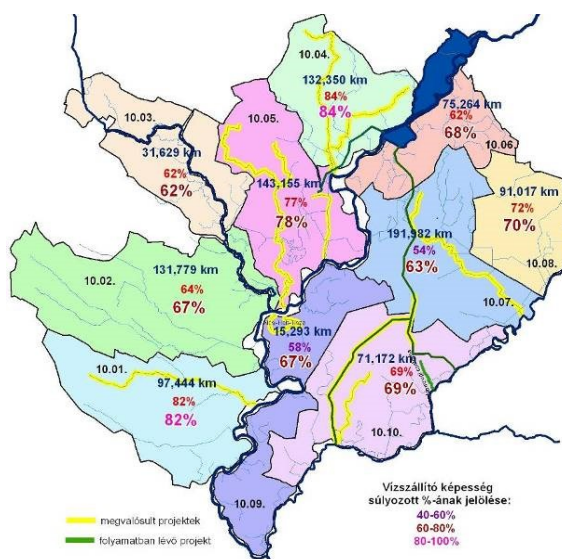 10.04.
132,350 km
84%
84%
75,264 km
62%
68%
10.06.
10.03.
31,629 km
62%
62%
10.05.
143,155 km
77%
78%
91,017 km
72%
70%
10.08.
191,982 km
54%
63%
10.07.
10.02.
131,779 km
64%
67%
15,293 km
58%
67%
71,172 km
69%
69%
10.10.
10.01.
97,444 km
82%
82%
10.09.
megvalósult projektek
folyamatban lévő projekt
Vízszállító képesség
súlyozott %-ának jelölése:
40-60%
60-80%
80-100%